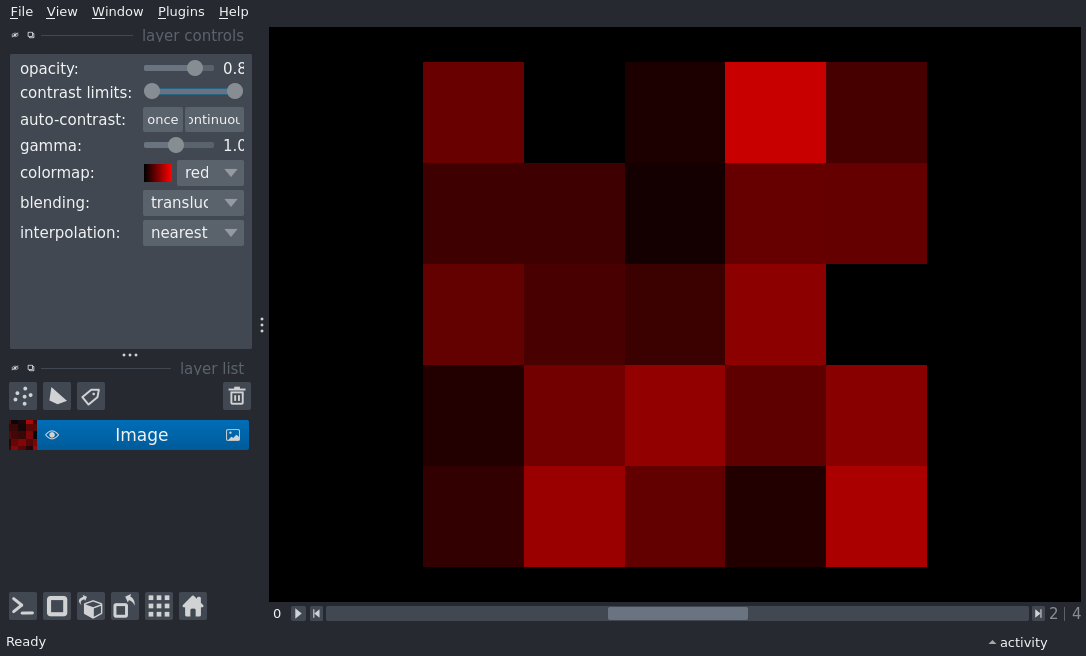 File View Window Plugins Help
layer controls
opacity: 0.8
contrast limits:
auto-contrast: once ontinuou
gamma: 1.0
colormap: red
blending: transluc
interpolation: nearest
layer list
Image
0 2 | 4
Ready
activity